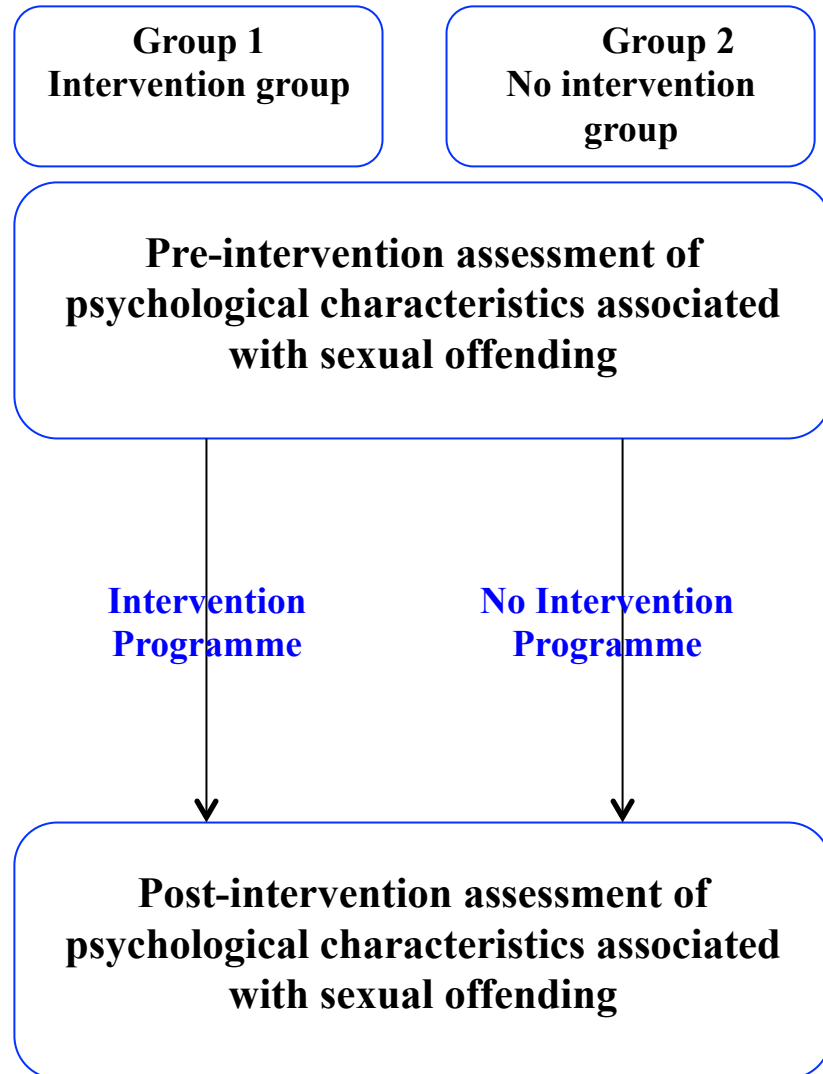 Group 1
Intervention group
Group 2
No intervention
group
Pre-intervention assessment of
psychological characteristics associated
with sexual offending
Intervention
Programme
No Intervention
Programme
Post-intervention assessment of
psychological characteristics associated
with sexual offending